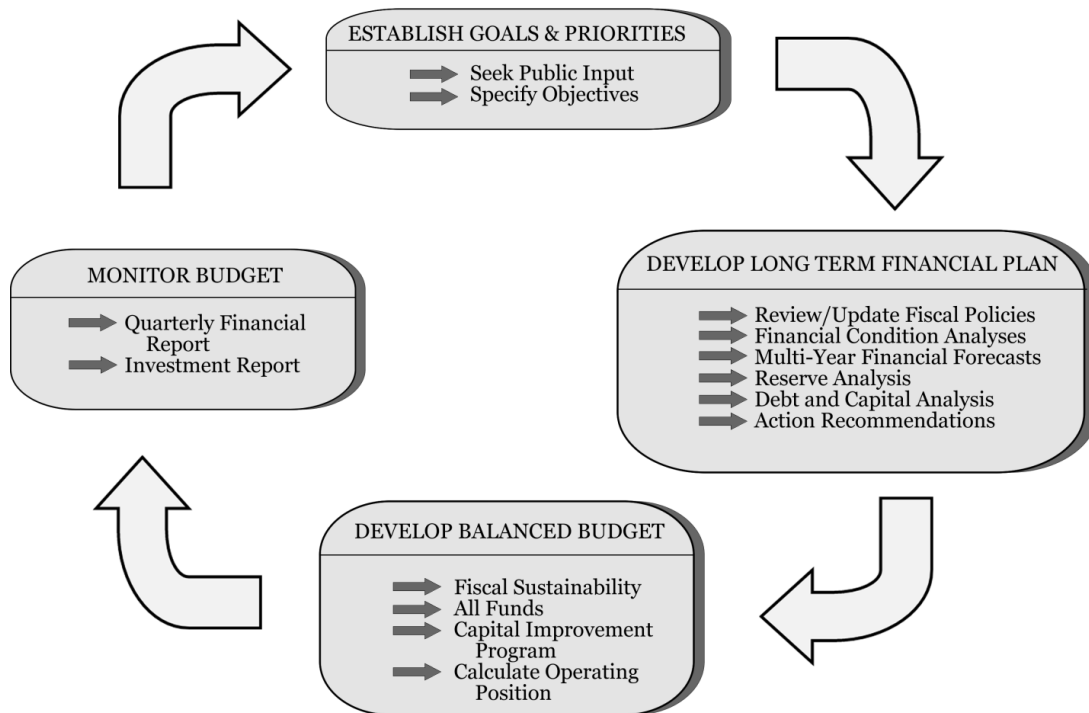 ESTABLISH GOALS & PRIORITIES
Seek Public Input
Specify Objectives
DEVELOP LONG TERM FINANCIAL PLAN
Review/Update Fiscal Policies
Financial Condition Analyses
Multi-Year Financial Forecasts
Reserve Analysis
Debt and Capital Analysis
Action Recommendations
DEVELOP BALANCED BUDGET
Fiscal Sustainability
All Funds
Capital Improvement
Program
Calculate Operating
Position
MONITOR BUDGET
Quarterly Financial
Report
Investment Report